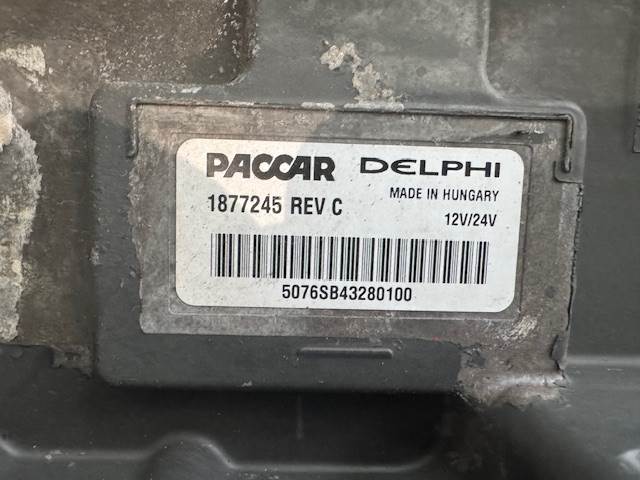 PACCAR DELPHI
1877245 REV C
MADE IN HUNGARY
12V/24V
5076SB43280100